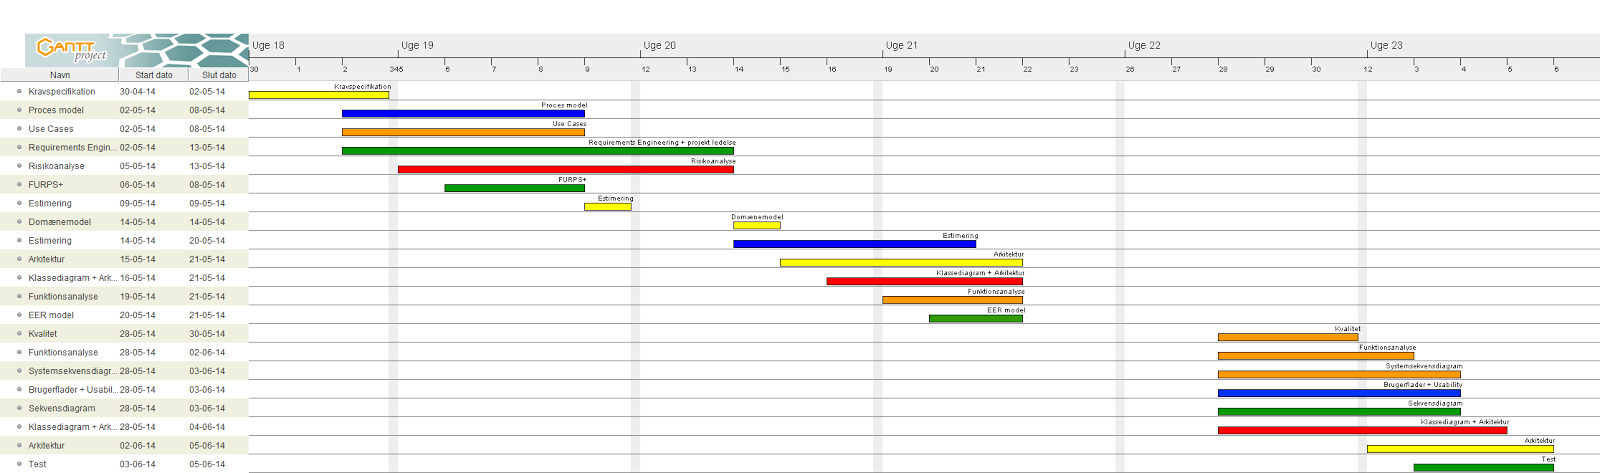 GANTT
project
Uge 18 Uge 19 Uge 20 Uge 21 Uge 22 Uge 23
Navn Start dato Slut dato 30 1 2 345 6 7 8 9 12 13 14 15 16 19 20 21 22 23 26 27 28 29 30 12 3 4 5 6
Kravspecifikation 30-04-14 02-05-14 Kravspecifikation
Proces model 02-05-14 08-05-14 Proces model
Use Cases 02-05-14 08-05-14 Use Cases
Requirements Engin... 02-05-14 13-05-14 Requirements Engineering + projekt ledelse
Risikoanalyse 05-05-14 13-05-14 Risikoanalyse
FURPS+ 06-05-14 08-05-14 FURPS+
Estimering 09-05-14 09-05-14 Estimering
Domænemodel 14-05-14 14-05-14 Domænemodel
Estimering 14-05-14 20-05-14 Estimering
Arkitektur 15-05-14 21-05-14 Arkitektur
Klassediagram + Ark... 16-05-14 21-05-14 Klassediagram + Arkitektur
Funktionsanalyse 19-05-14 21-05-14 Funktionsanalyse
EER model 20-05-14 21-05-14 EER model
Kvalitet 28-05-14 30-05-14 Kvalitet
Funktionsanalyse 28-05-14 02-06-14 Funktionsanalyse
Systemsekvensdiagr... 28-05-14 03-06-14 Systemsekvensdiagram
Brugerflader + Usabil... 28-05-14 03-06-14 Brugerflader + Usability
Sekvensdiagram 28-05-14 03-06-14 Sekvensdiagram
Klassediagram + Ark... 28-05-14 04-06-14 Klassediagram + Arkitektur
Arkitektur 02-06-14 05-06-14 Arkitektur
Test 03-06-14 05-06-14 Test